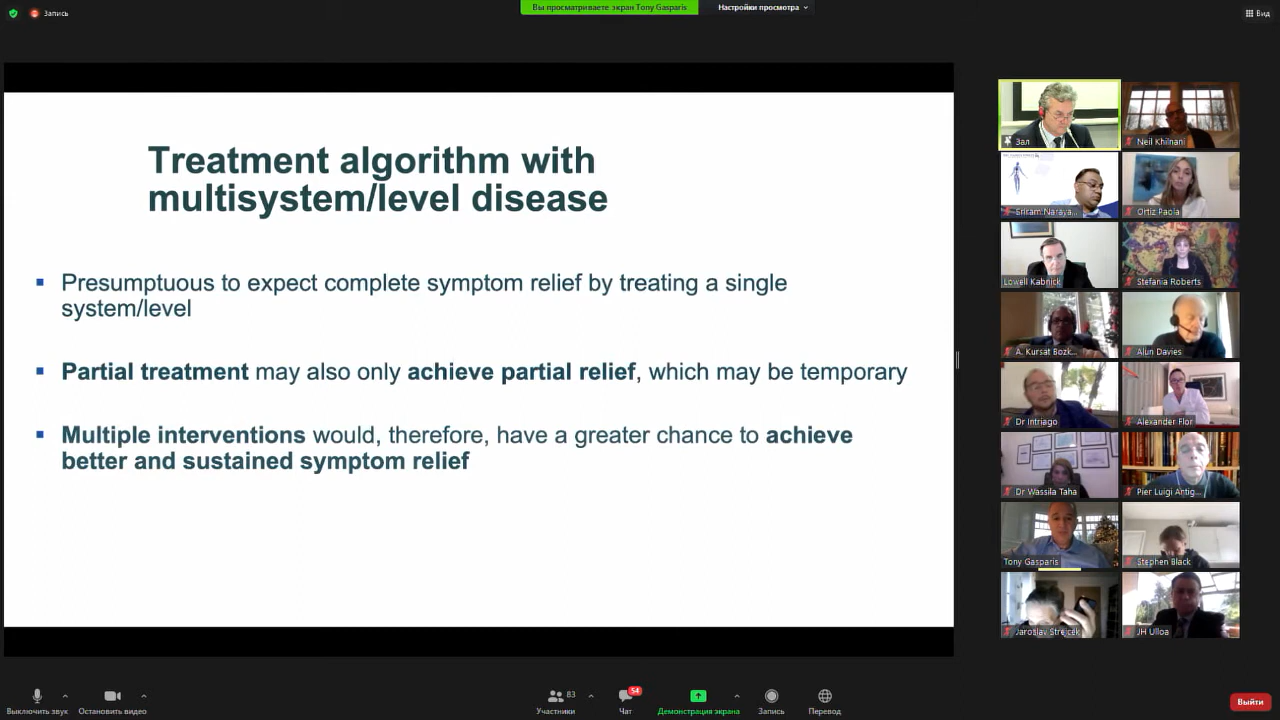 Запись
Вы просматриваете экран Tony Gasparis
Настройки просмотра
Вид
Treatment algorithm with
multisystem/level disease
Presumptuous to expect complete symptom relief by treating a single
system/level
Partial treatment may also only achieve partial relief, which may be temporary
Multiple interventions would, therefore, have a greater chance to achieve
better and sustained symptom relief
Зал
Neil Khilnani
Sriram Naraya...
Ortiz Paola
Lowell Kabnick
Stefania Roberts
A. Kursat Bozk...
Alun Davies
Dr Intriago
Alexander Flor
Dr Wassila Taha
Pier Luigi Antig...
Tony Gasparis
Stephen Black
Jaroslav Strejček
JH Ulloa
Выключить звук
Остановить видео
83
Участники
54
Чат
Демонстрация экрана
Запись
Перевод
Выйти